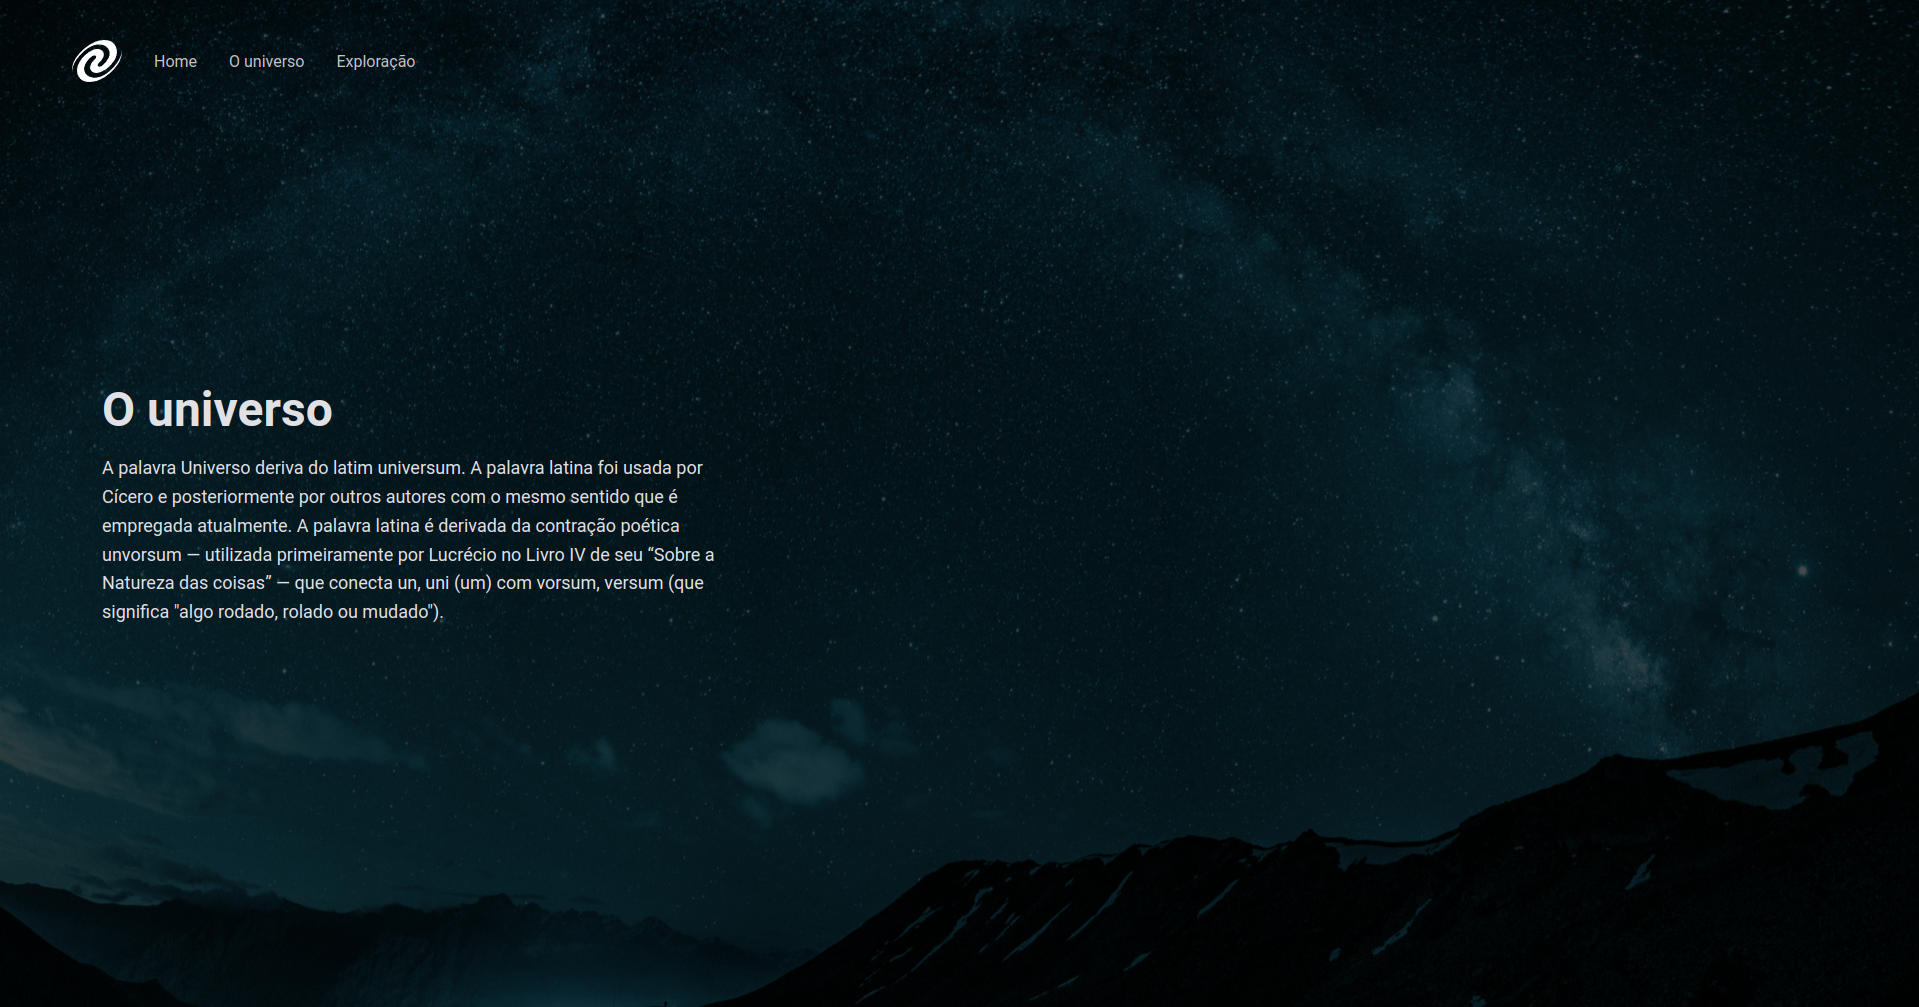 Home
O universo
Exploração
O universo
A palavra Universo deriva do latim universum. A palavra latina foi usada por
Cícero e posteriormente por outros autores com o mesmo sentido que é
empregada atualmente. A palavra latina é derivada da contração poética
unvorsum — utilizada primeiramente por Lucrécio no Livro IV de seu “Sobre a
Natureza das coisas” — que conecta un, uni (um) com vorsum, versum (que
significa "algo rodado, rolado ou mudado").